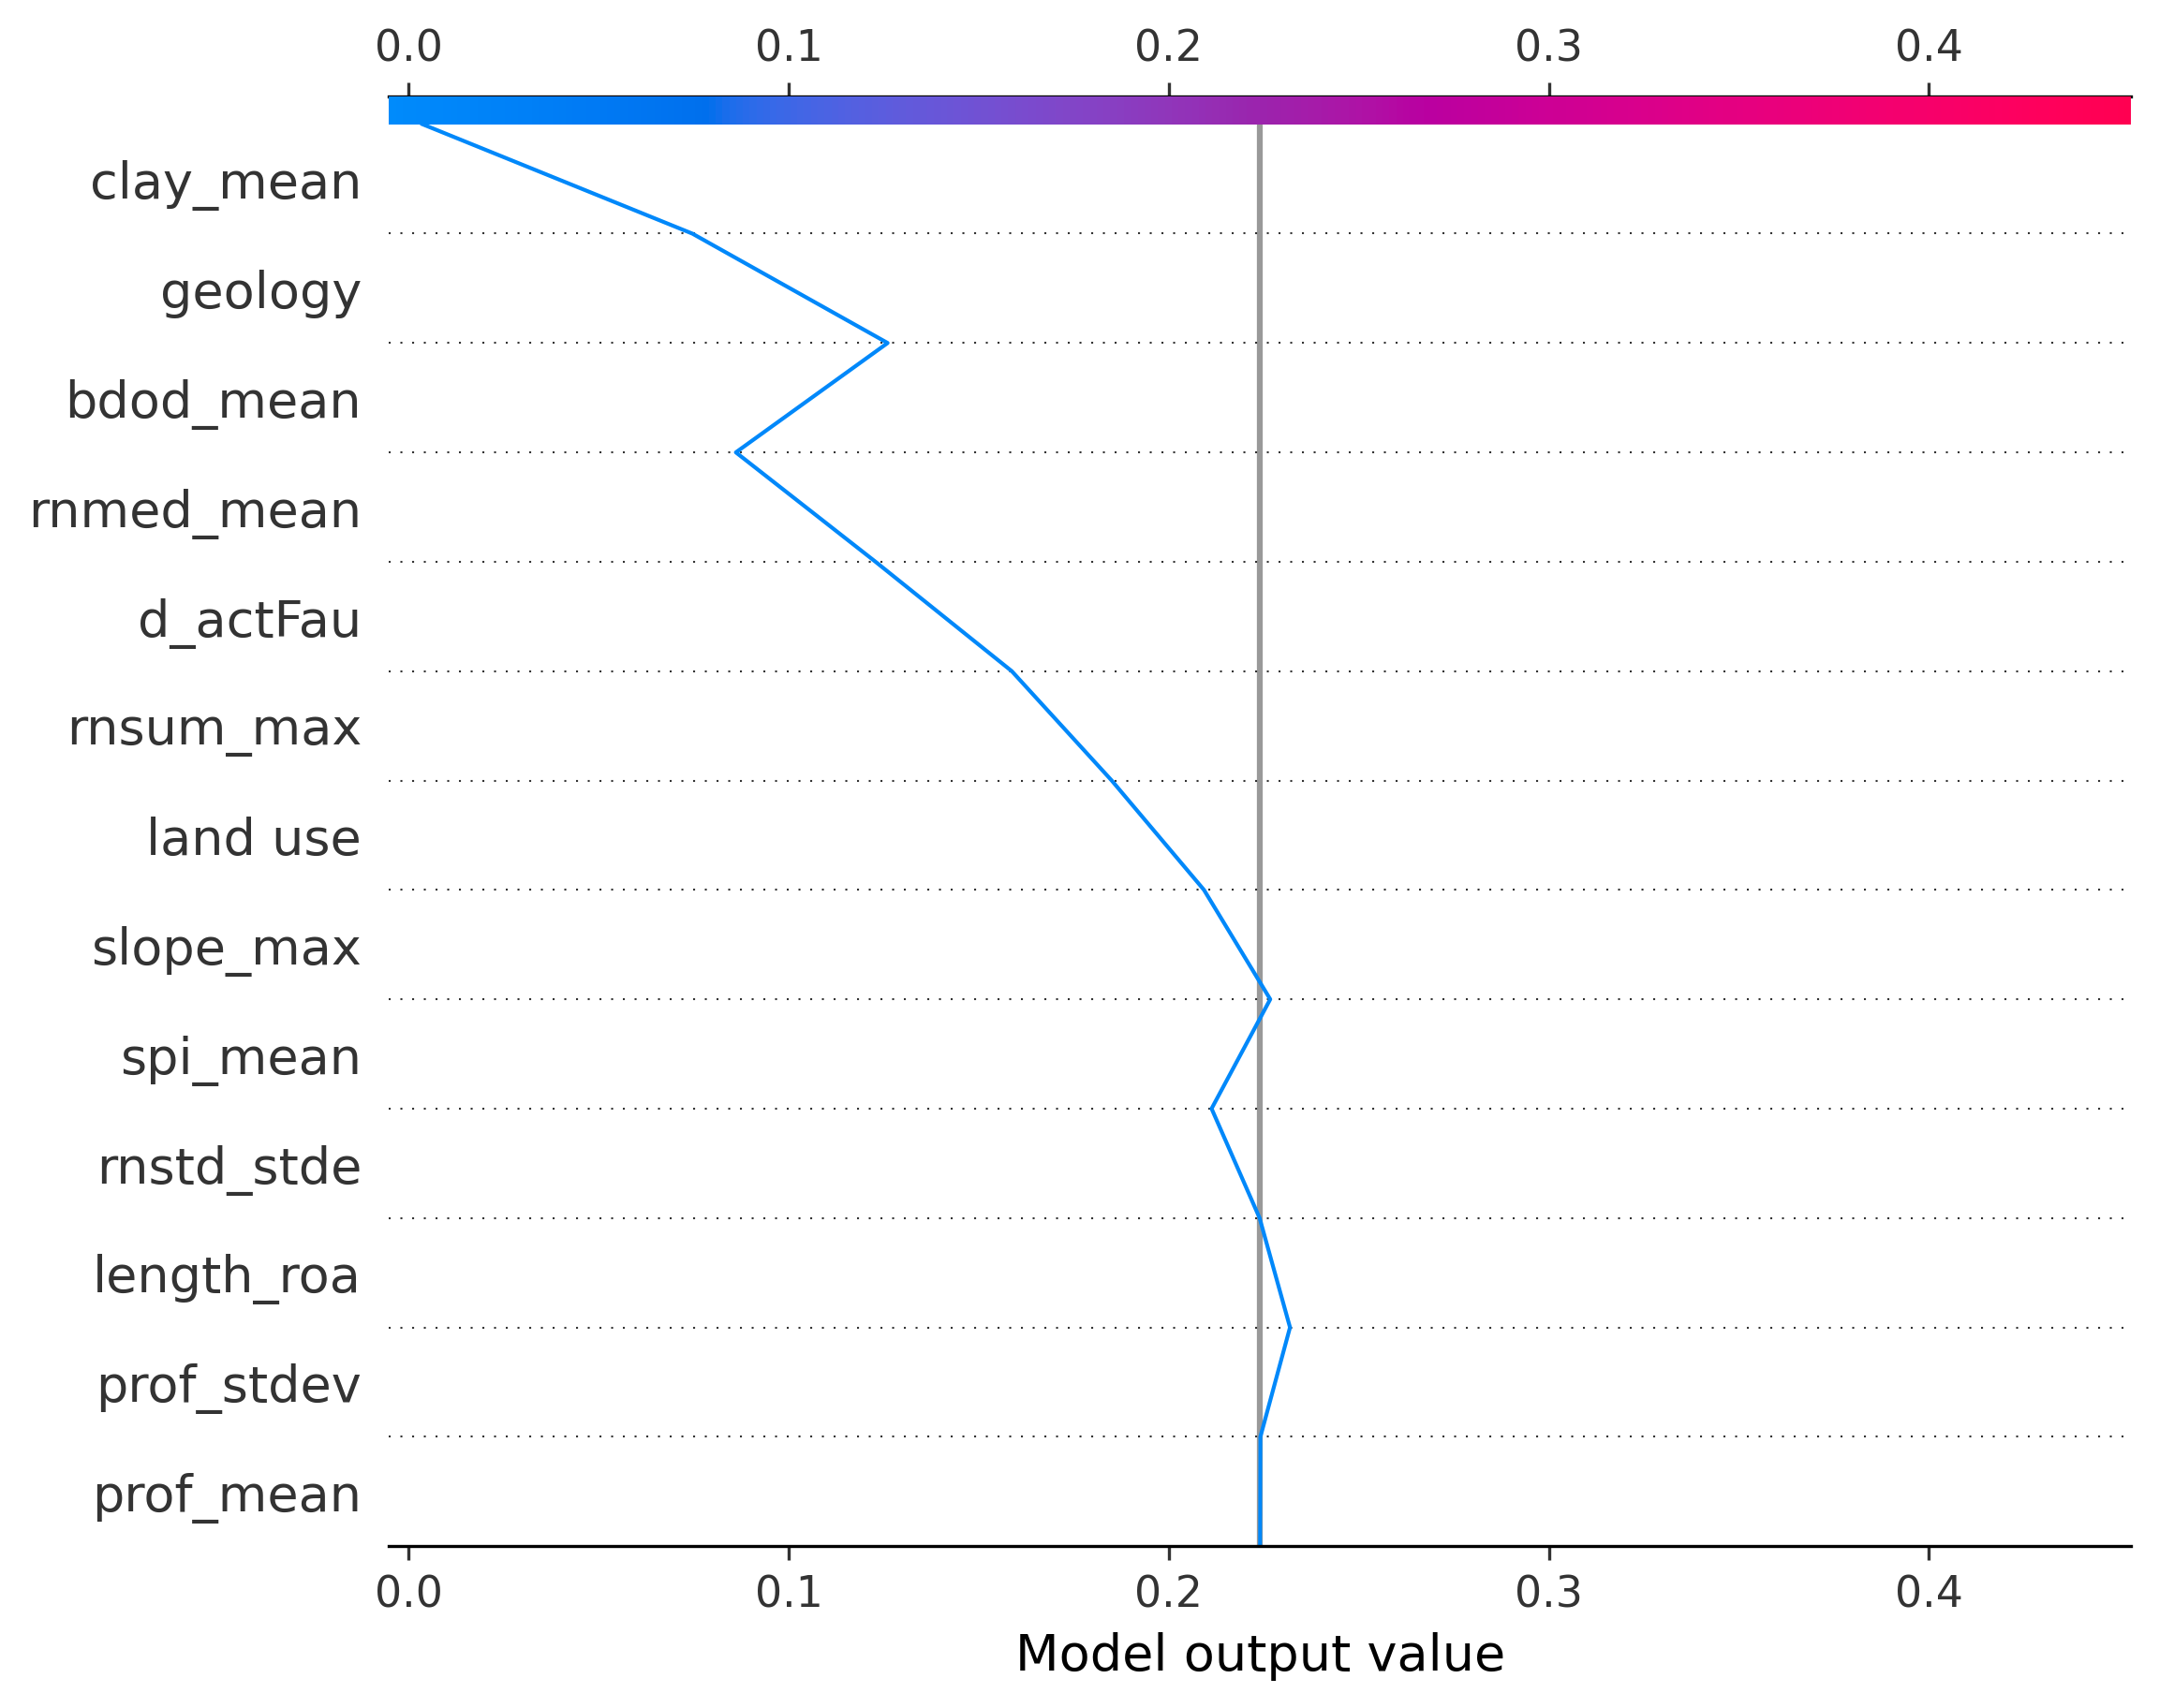 0.0 0.1 0.2 0.3 0.4
clay_mean
geology
bdod_mean
rnmed_mean
d_actFau
rnsum_max
land use
slope_max
spi_mean
rnstd_stde
length_roa
prof_stdev
prof_mean
0.0 0.1 0.2 0.3 0.4
Model output value